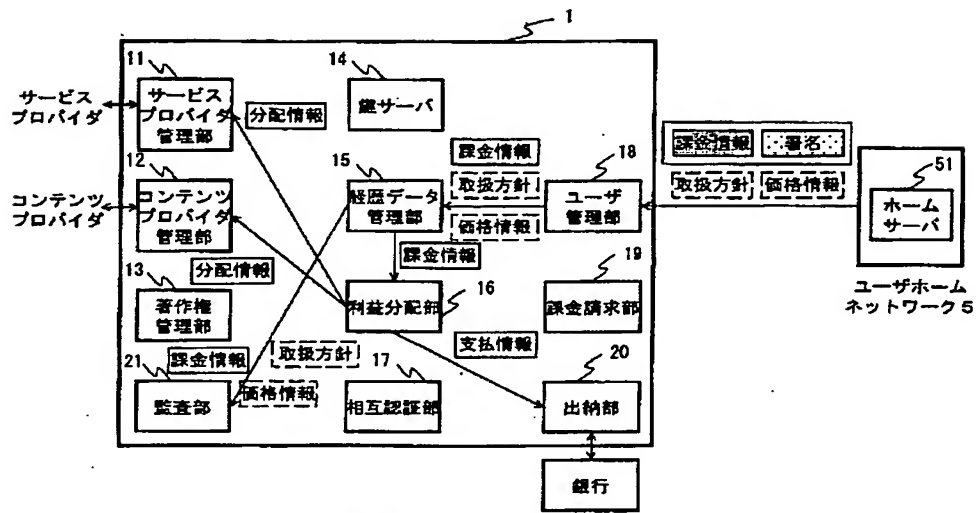 1
11
サービス
プロバイダ
管理部
サービス
プロバイダ
分配情報
14
鍵サーバ
12
コンテンツ
プロバイダ
管理部
コンテンツ
プロバイダ
15
経歴データ
管理部
課金情報
取扱方針
価格情報
18
ユーザ
管理部
課金情報
署名
取扱方針
価格情報
51
ホーム
サーバ
ユーザホーム
ネットワーク5
課金情報
分配情報
13
著作権
管理部
16
利益分配部
19
課金請求部
取扱方針
支払情報
課金情報
価格情報
21
監査部
17
相互認証部
20
出納部
銀行